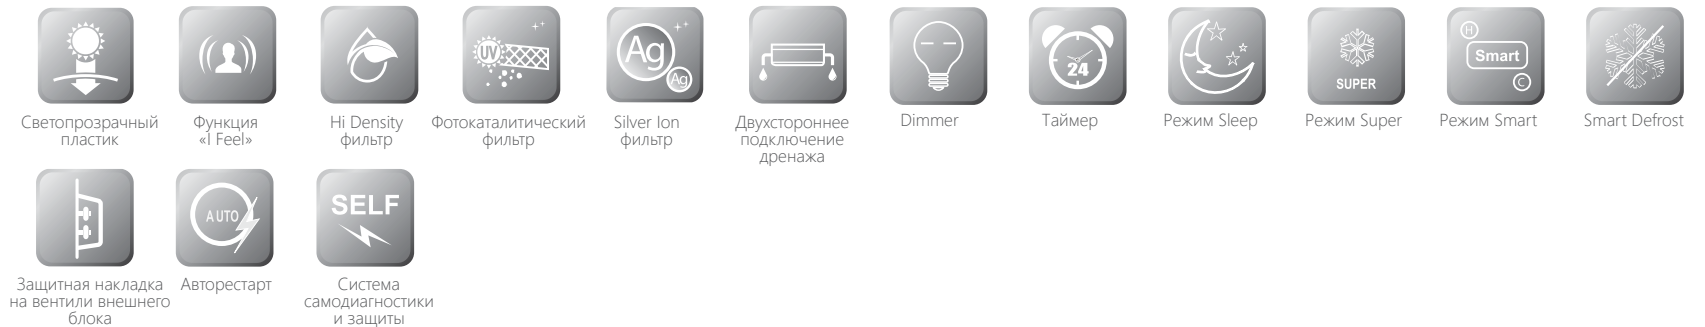 UV
Ag
Ag
24
SUPER
H
Smart
C
Светопрозрачный
пластик
Функция
«I Feel»
Hi Density
фильтр
Фотокаталитический
фильтр
Silver Ion
фильтр
Двухстороннее
подключение
дренажа
Dimmer
Таймер
Режим Sleep
Режим Super
Режим Smart
Smart Defrost
AUTO
SELF
Защитная накладка
на вентили внешнего
блока
Авторестарт
Система
самодиагностики
и защиты